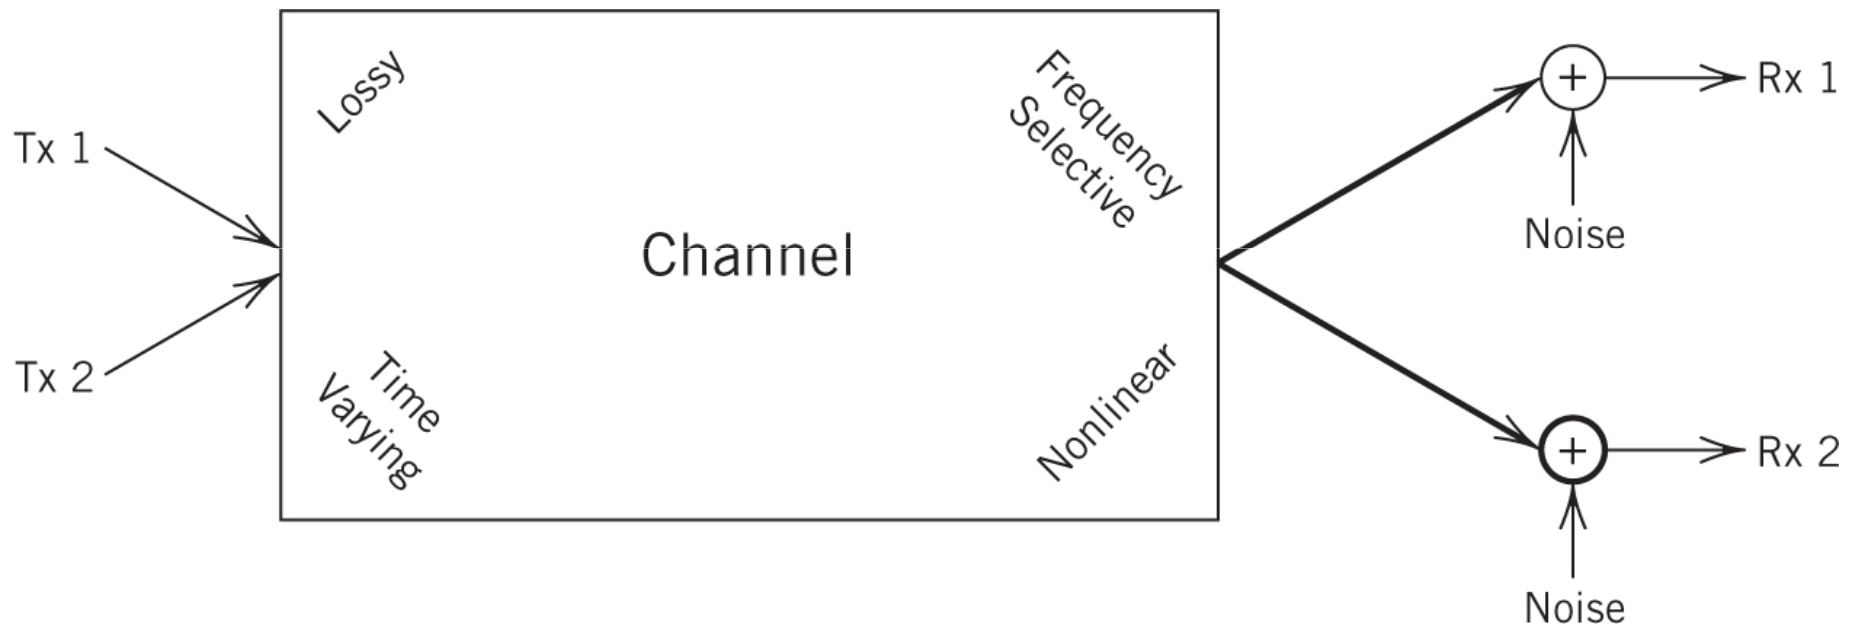 Lossy
Frequency
Selective
Tx 1
Channel
Tx 2
Time
Varying
Nonlinear
+
Rx 1
Noise
+
Rx 2
Noise